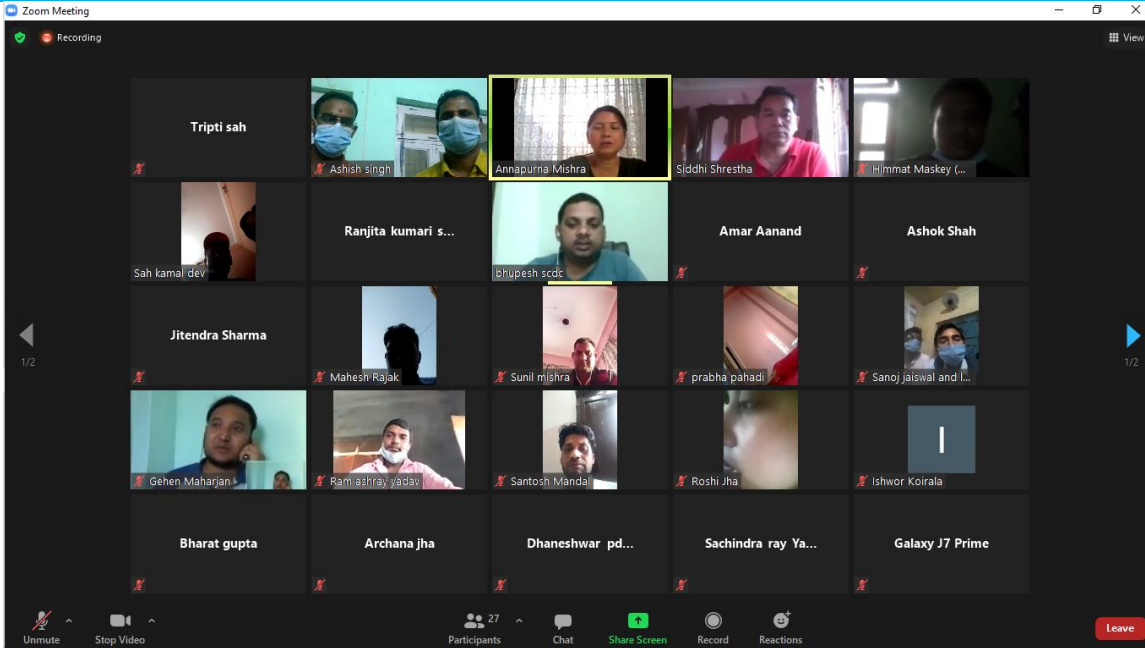 Zoom Meeting
Recording
View
Tripti sah
Ashish singh
Annapurna Mishra
Siddhi Shrestha
Himmat Maskey (...
Sah kamal dev
Ranjita kumari s...
bhupesh scdc
Amar Aanand
Ashok Shah
Jitendra Sharma
Mahesh Rajak
Sunil mishra
prabha pahadi
Sanoj jaiswal and l...
1/2
1/2
Gehen Maharjan
Ram ashray yadav
Santosh Mandal
Roshi Jha
I
Ishwor Koirala
Bharat gupta
Archana jha
Dhaneshwar pd...
Sachindra ray Ya...
Galaxy J7 Prime
Unmute
Stop Video
27
Participants
Chat
Share Screen
Record
Reactions
Leave